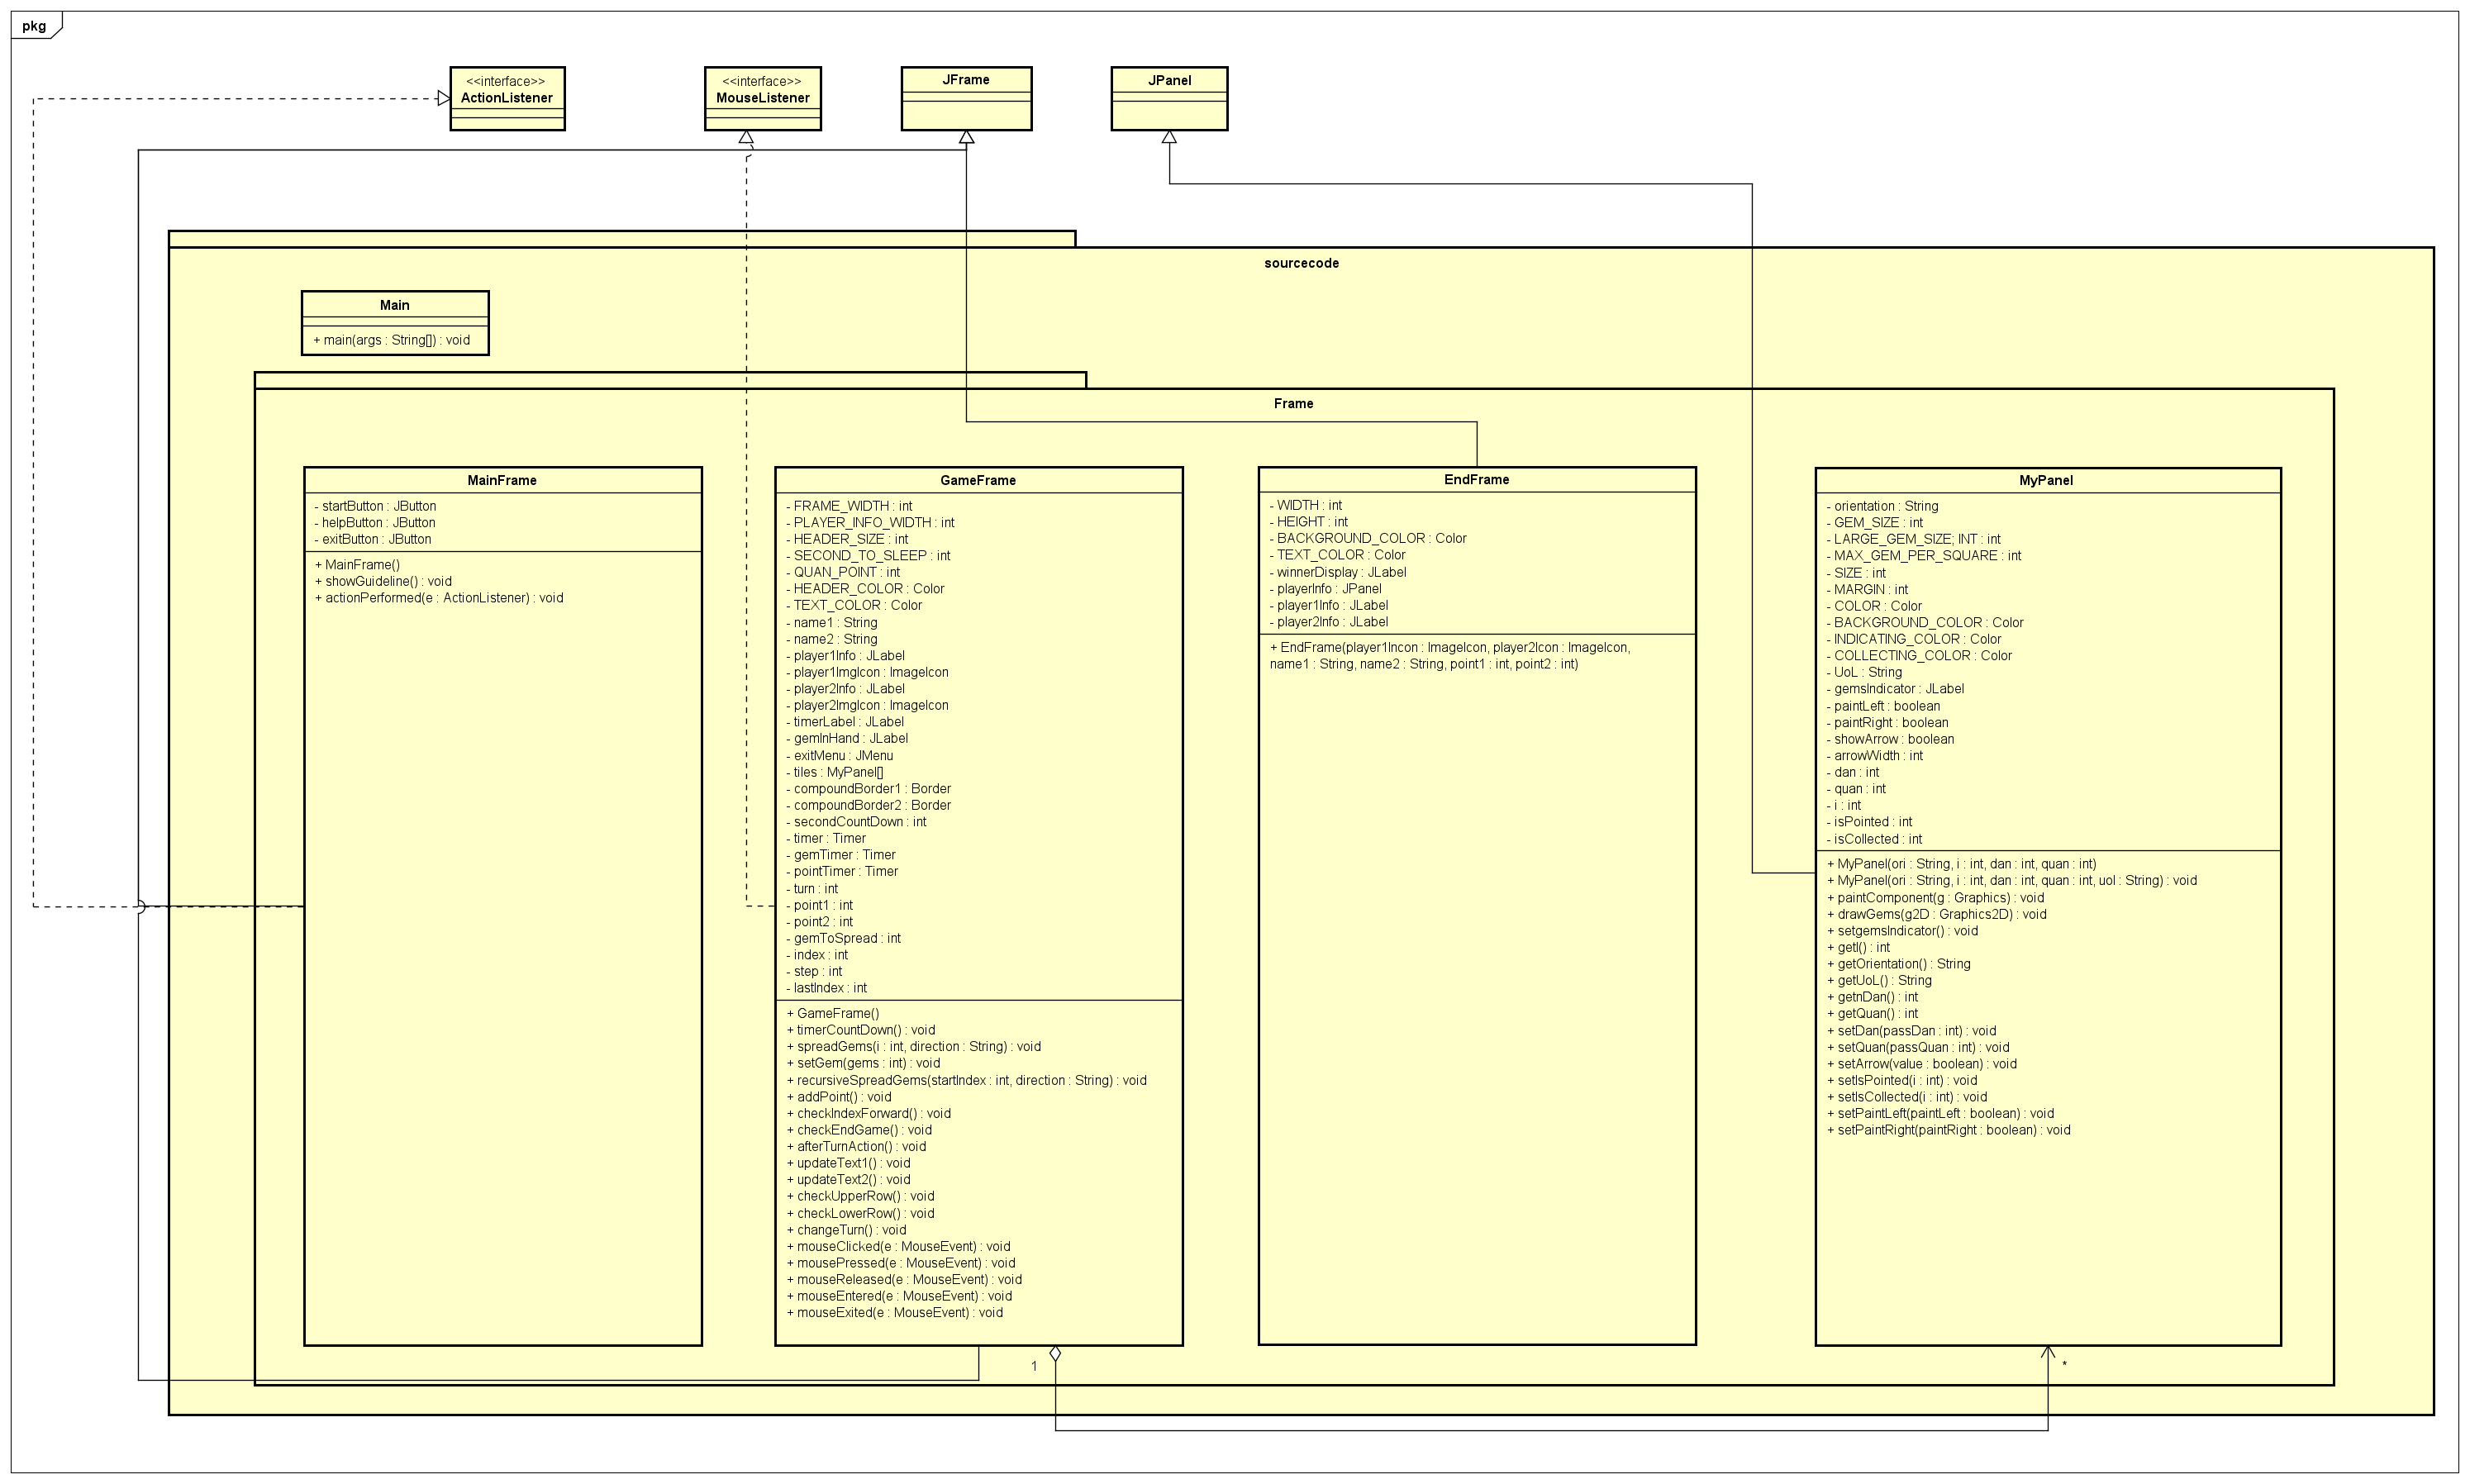 pkg
<<interface>>
ActionListener
<<interface>>
MouseListener
JFrame
JPanel
sourcecode
Main
+ main(args : String[]) : void
Frame
MainFrame
- startButton : JButton
- helpButton : JButton
- exitButton : JButton
+ MainFrame()
+ showGuideline() : void
+ actionPerformed(e : ActionListener) : void
GameFrame
- FRAME_WIDTH : int
- PLAYER_INFO_WIDTH : int
- HEADER_SIZE : int
- SECOND_TO_SLEEP : int
- QUAN_POINT : int
- HEADER_COLOR : Color
- TEXT_COLOR : Color
- name1 : String
- name2 : String
- player1Info : JLabel
- player1ImgIcon : ImageIcon
- player2Info : JLabel
- player2ImgIcon : ImageIcon
- timerLabel : JLabel
- gemInHand : JLabel
- exitMenu : JMenu
- tiles : MyPanel[]
- compoundBorder1 : Border
- compoundBorder2 : Border
- secondCountDown : int
- timer : Timer
- gemTimer : Timer
- pointTimer : Timer
- turn : int
- point1 : int
- point2 : int
- gemToSpread : int
- index : int
- step : int
- lastIndex : int
+ GameFrame()
+ timerCountDown() : void
+ spreadGems(i : int, direction : String) : void
+ setGem(gems : int) : void
+ recursiveSpreadGems(startIndex : int, direction : String) : void
+ addPoint() : void
+ checkIndexForward() : void
+ checkEndGame() : void
+ afterTurnAction() : void
+ updateText1() : void
+ updateText2() : void
+ checkUpperRow() : void
+ checkLowerRow() : void
+ changeTurn() : void
+ mouseClicked(e : MouseEvent) : void
+ mousePressed(e : MouseEvent) : void
+ mouseReleased(e : MouseEvent) : void
+ mouseEntered(e : MouseEvent) : void
+ mouseExited(e : MouseEvent) : void
EndFrame
- WIDTH : int
- HEIGHT : int
- BACKGROUND_COLOR : Color
- TEXT_COLOR : Color
- winnerDisplay : JLabel
- playerInfo : JPanel
- player1Info : JLabel
- player2Info : JLabel
+ EndFrame(player1Incon : ImageIcon, player2Icon : ImageIcon,
name1 : String, name2 : String, point1 : int, point2 : int)
MyPanel
- orientation : String
- GEM_SIZE : int
- LARGE_GEM_SIZE; INT : int
- MAX_GEM_PER_SQUARE : int
- SIZE : int
- MARGIN : int
- COLOR : Color
- BACKGROUND_COLOR : Color
- INDICATING_COLOR : Color
- COLLECTING_COLOR : Color
- UoL : String
- gemsIndicator : JLabel
- paintLeft : boolean
- paintRight : boolean
- showArrow : boolean
- arrowWidth : int
- dan : int
- quan : int
- i : int
- isPointed : int
- isCollected : int
+ MyPanel(ori : String, i : int, dan : int, quan : int)
+ MyPanel(ori : String, i : int, dan : int, quan : int, uol : String) : void
+ paintComponent(g : Graphics) : void
+ drawGems(g2D : Graphics2D) : void
+ setgemsIndicator() : void
+ getI() : int
+ getOrientation() : String
+ getUoL() : String
+ getnDan() : int
+ getQuan() : int
+ setDan(passDan : int) : void
+ setQuan(passQuan : int) : void
+ setArrow(value : boolean) : void
+ setIsPointed(i : int) : void
+ setIsCollected(i : int) : void
+ setPaintLeft(paintLeft : boolean) : void
+ setPaintRight(paintRight : boolean) : void
1
*